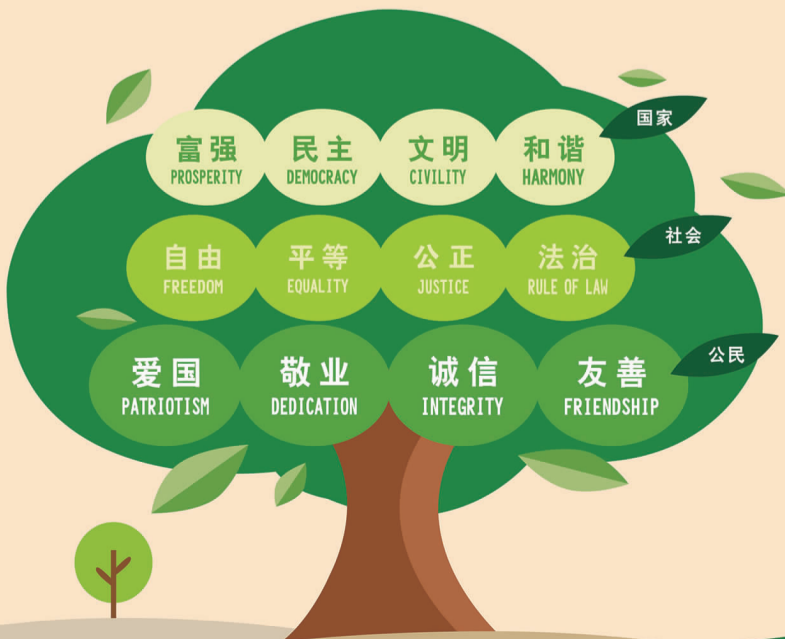 富强 民主 文明 和谐 国家
PROSPERITY DEMOCRACY CIVILITY HARMONY
自由 平等 公正 法治 社会
FREEDOM EQUALITY JUSTICE RULE OF LAW
爱国 敬业 诚信 友善 公民
PATRIOTISM DEDICATION INTEGRITY FRIENDSHIP